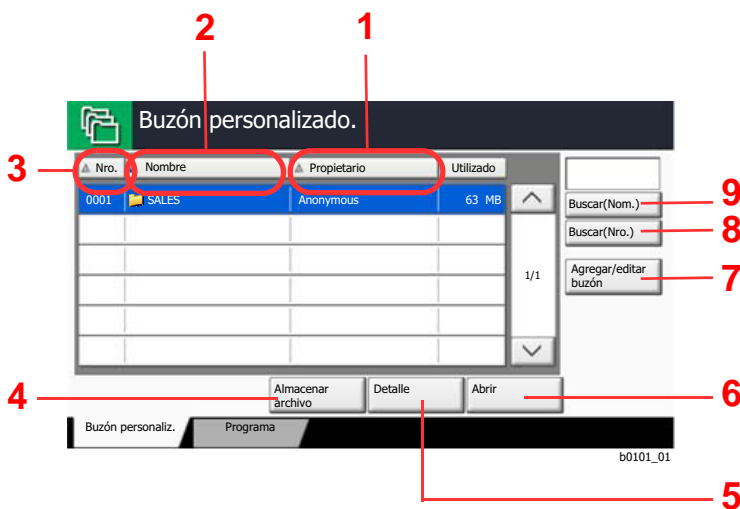 2 1
Buzón personalizado.
3
Nro. Nombre Propietario Utilizado
0001 SALES Anonymous 63 MB
Buscar(Nom.) 9
Buscar(Nro.) 8
1/1
Agregar/editar
buzón
7
4
Almacenar
archivo
Detalle
Abrir
6
Buzón personaliz. Programa
b0101_01
5